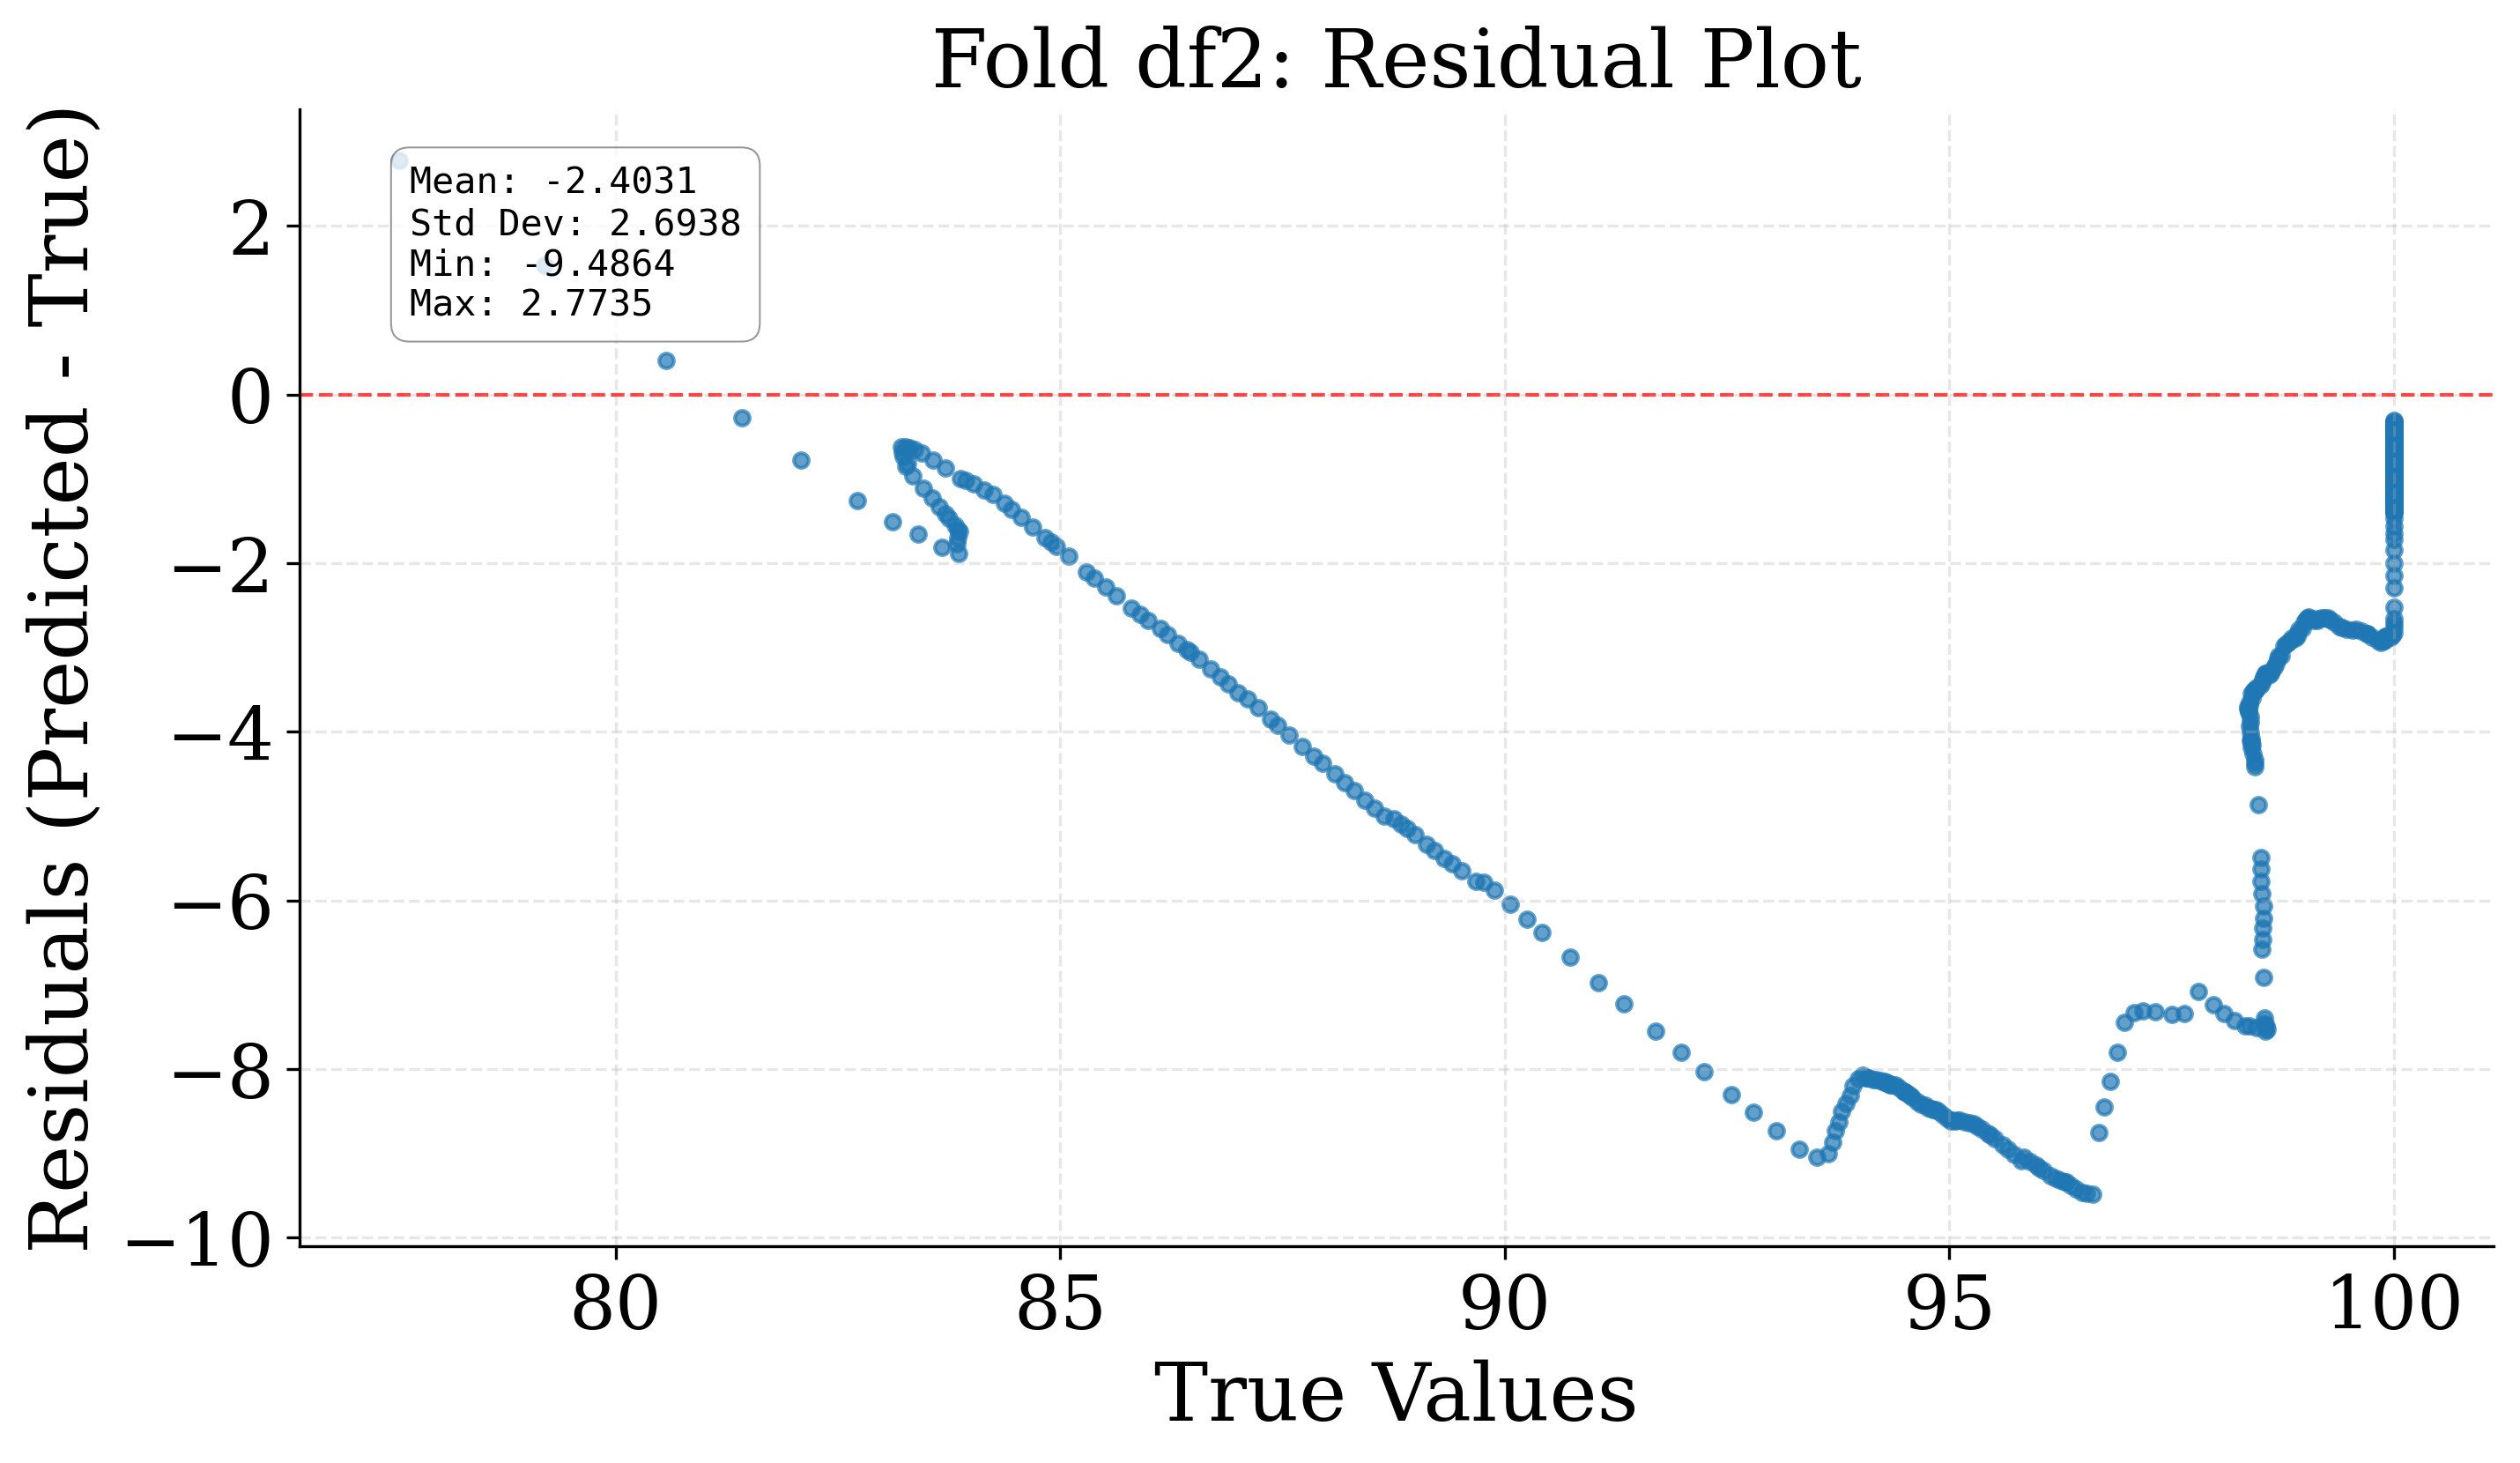 Fold df2: Residual Plot
Residuals (Predicted - True)
Mean: -2.4031
Std Dev: 2.6938
Min: -9.4864
Max: 2.7735
2
0
−2
−4
−6
−8
−10
80 85 90 95 100
True Values